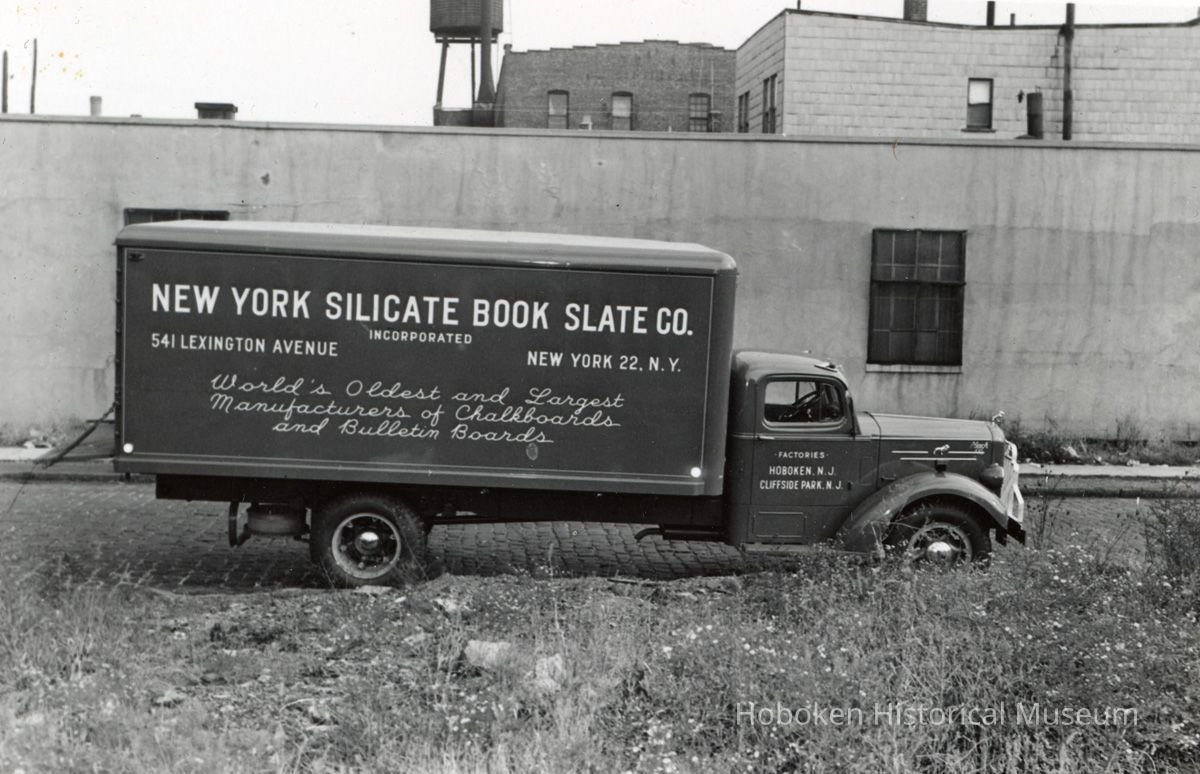 NEW YORK SILICATE BOOK SLATE CO.
INCORPORATED
541 LEXINGTON AVENUE
NEW YORK 22, N.Y.
World's Oldest and Largest
Manufacturers of Chalkboards
and Bulletin Boards
- FACTORIES -
HOBOKEN, N.J.
CLIFFSIDE PARK, N.J.
Mack
Hoboken Historical Museum